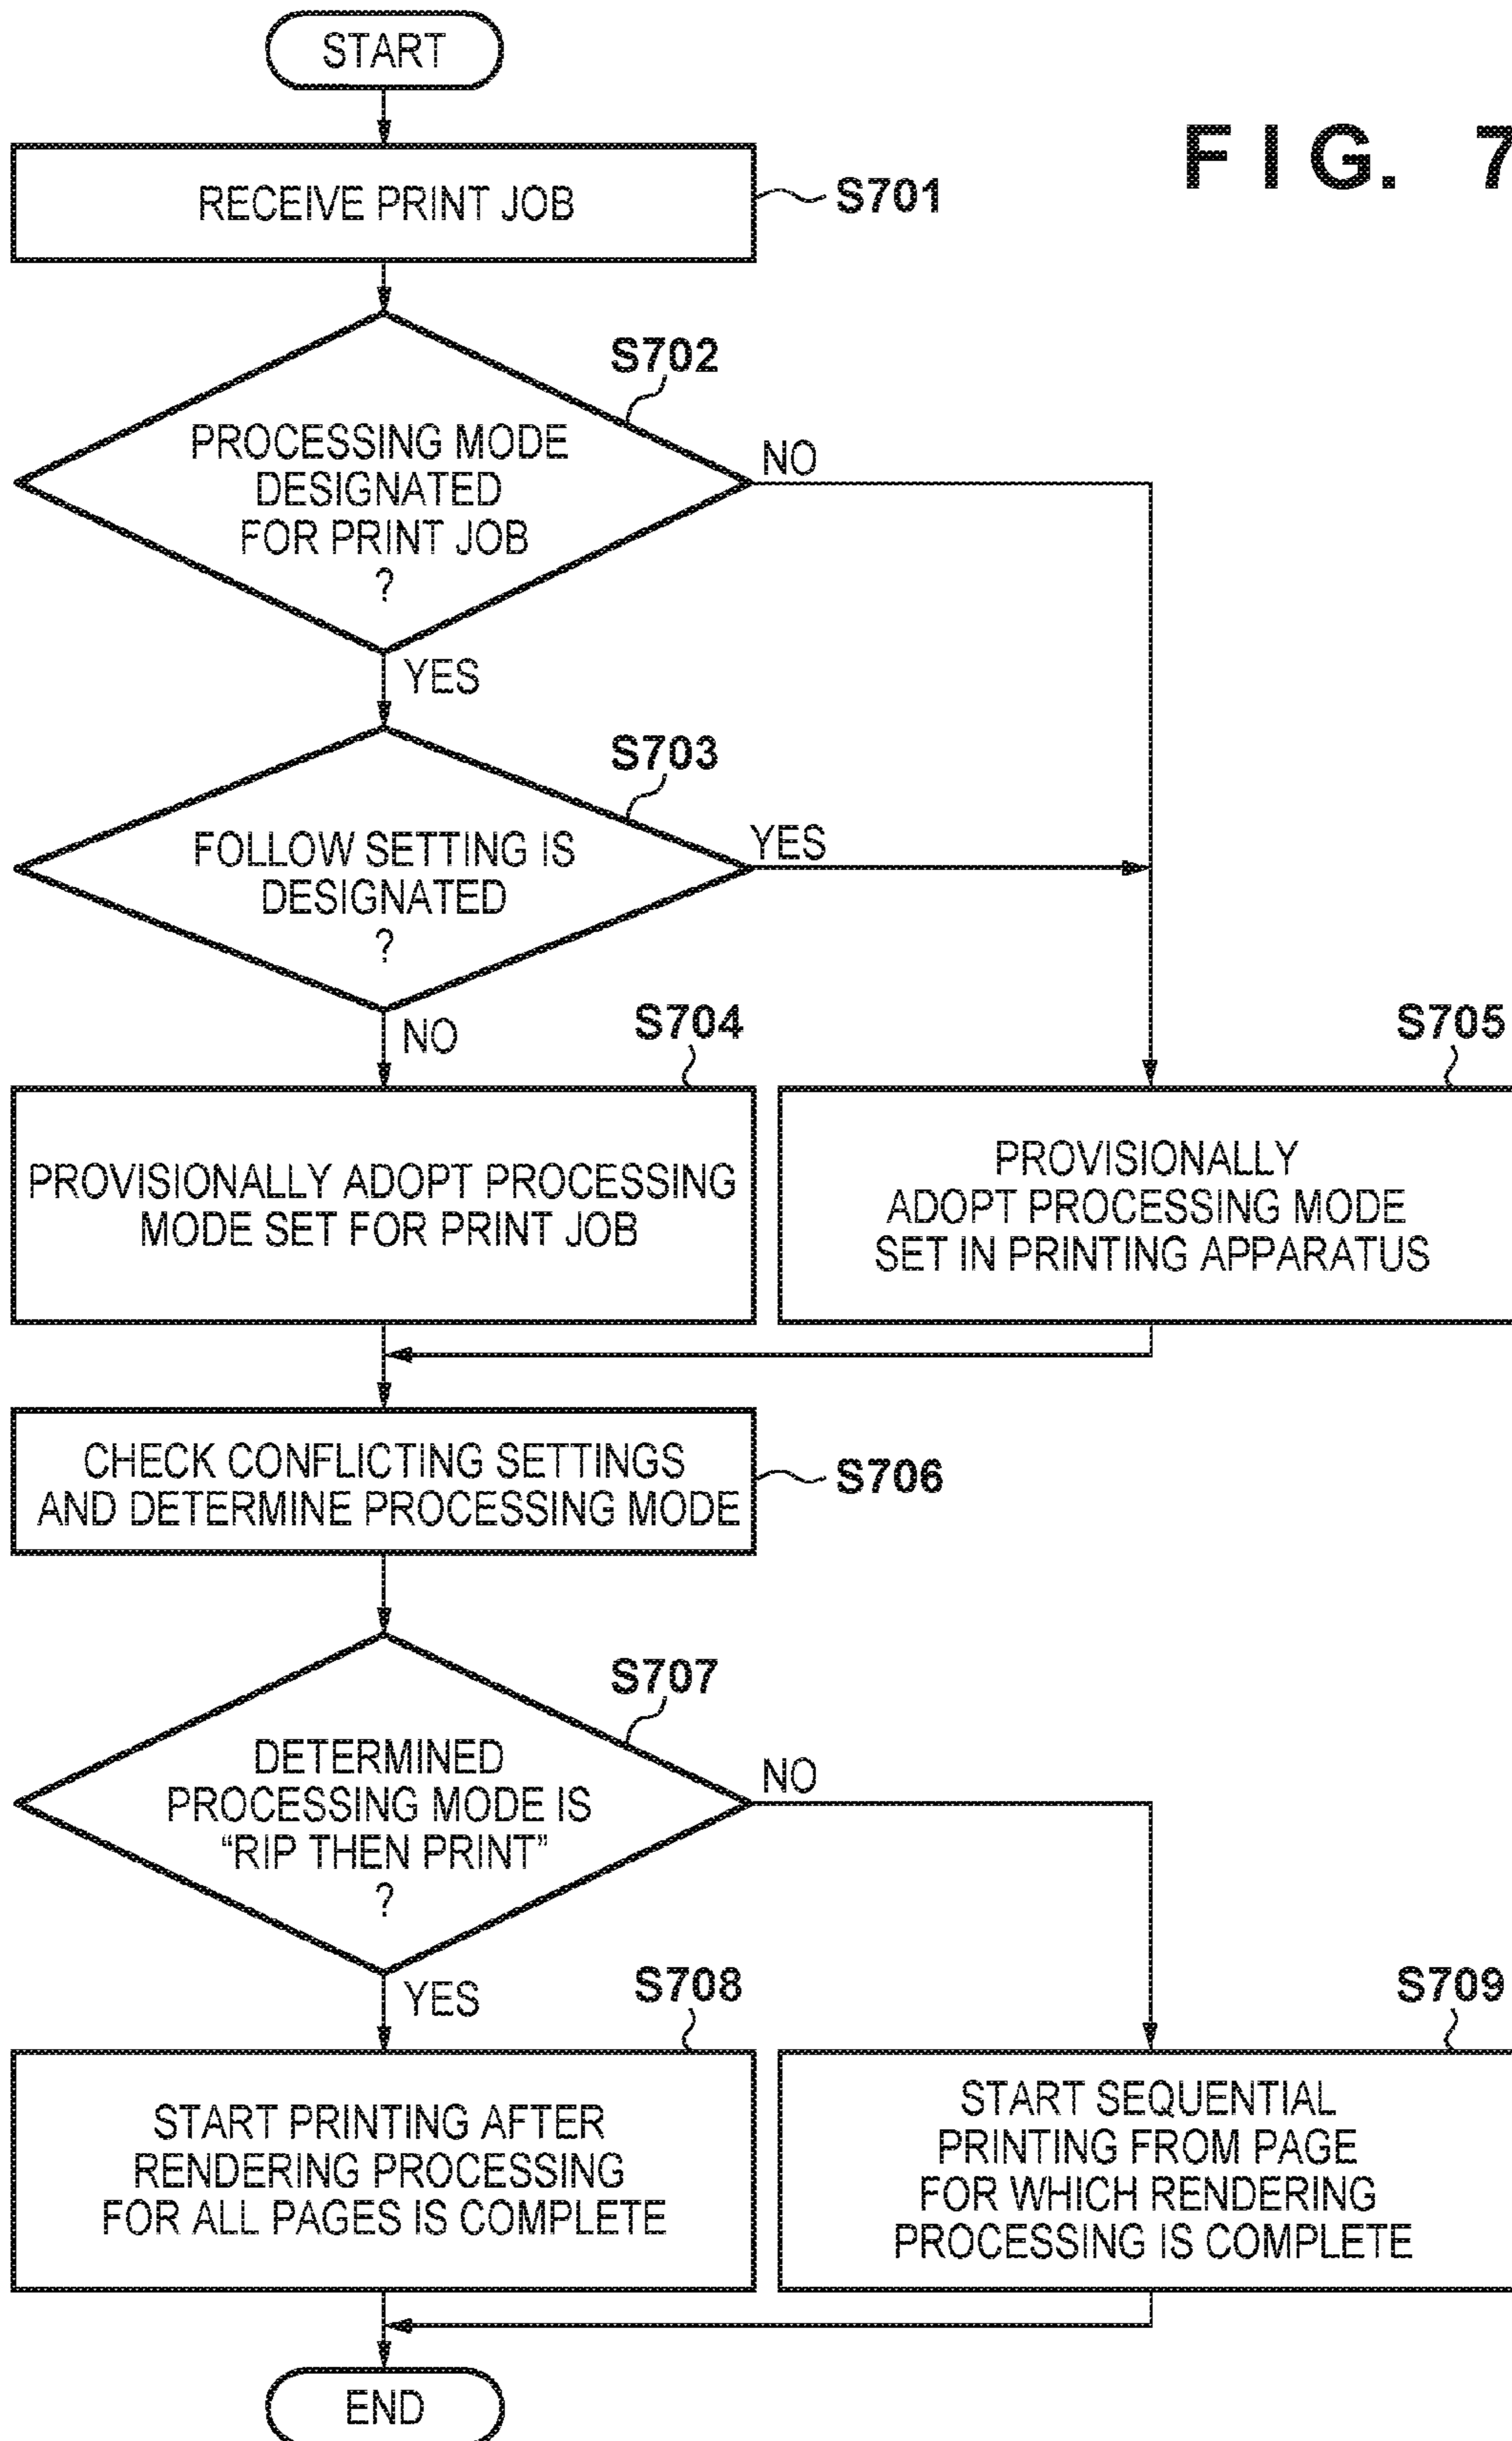 START
FIG. 7
RECEIVE PRINT JOB
S701
S702
PROCESSING MODE
DESIGNATED
FOR PRINT JOB
?
NO
YES
S703
FOLLOW SETTING IS
DESIGNATED
?
YES
NO
S704
S705
PROVISIONALLY ADOPT PROCESSING
MODE SET FOR PRINT JOB
PROVISIONALLY
ADOPT PROCESSING MODE
SET IN PRINTING APPARATUS
CHECK CONFLICTING SETTINGS
AND DETERMINE PROCESSING MODE
S706
S707
DETERMINED
PROCESSING MODE IS
“RIP THEN PRINT”
?
NO
YES
S708
S709
START PRINTING AFTER
RENDERING PROCESSING
FOR ALL PAGES IS COMPLETE
START SEQUENTIAL
PRINTING FROM PAGE
FOR WHICH RENDERING
PROCESSING IS COMPLETE
END